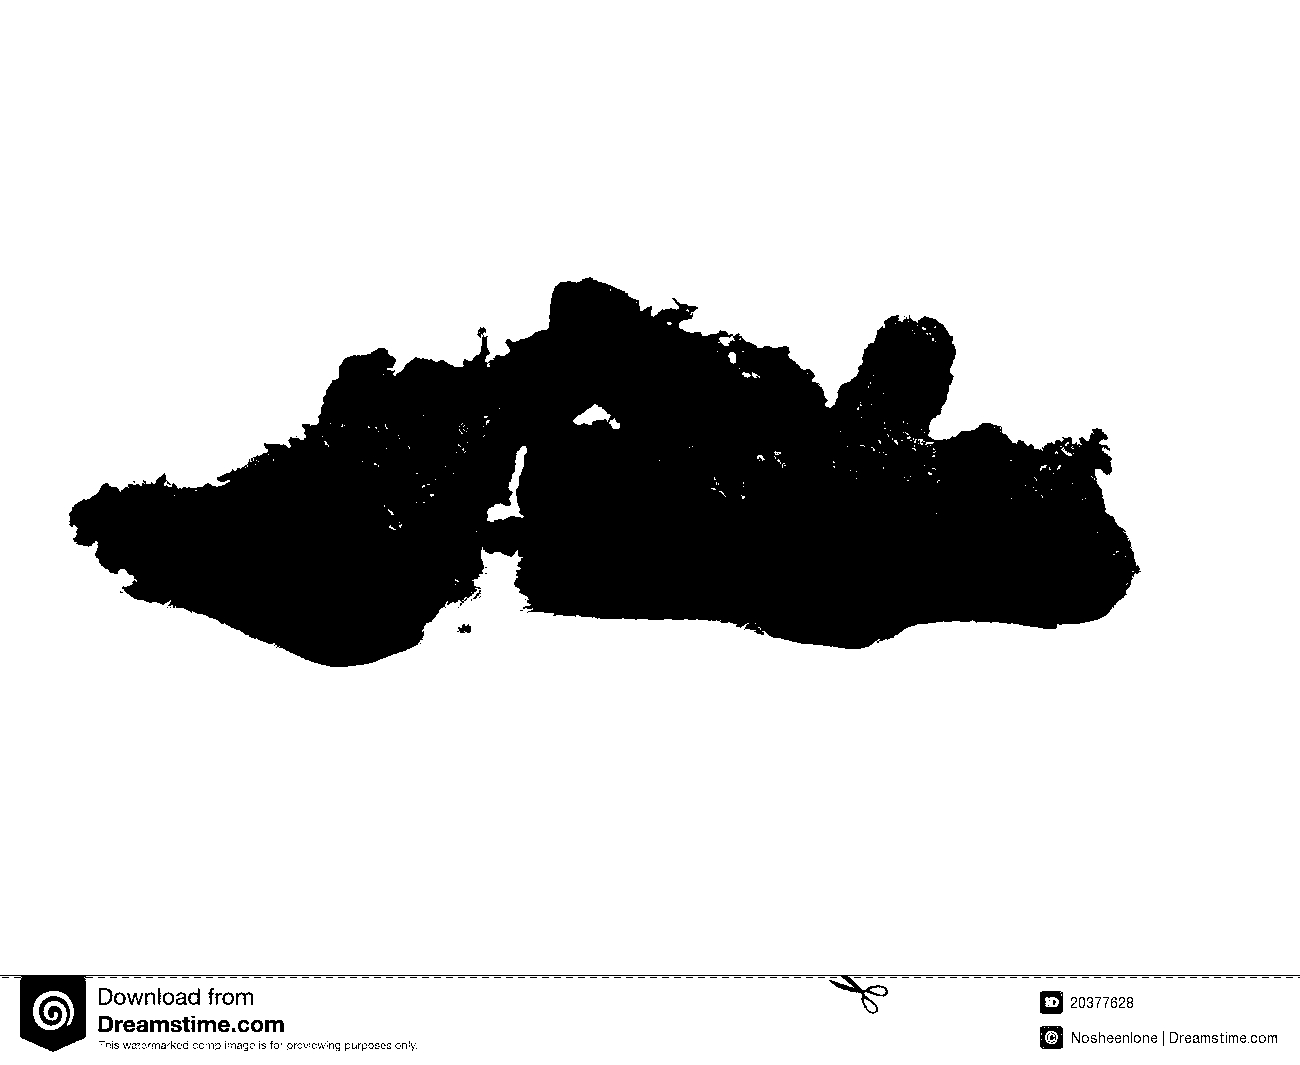 Download from
Dreamstime.com
This watermarked comp image is for previewing purposes only.
ID 20377628
© Nosheenlone | Dreamstime.com